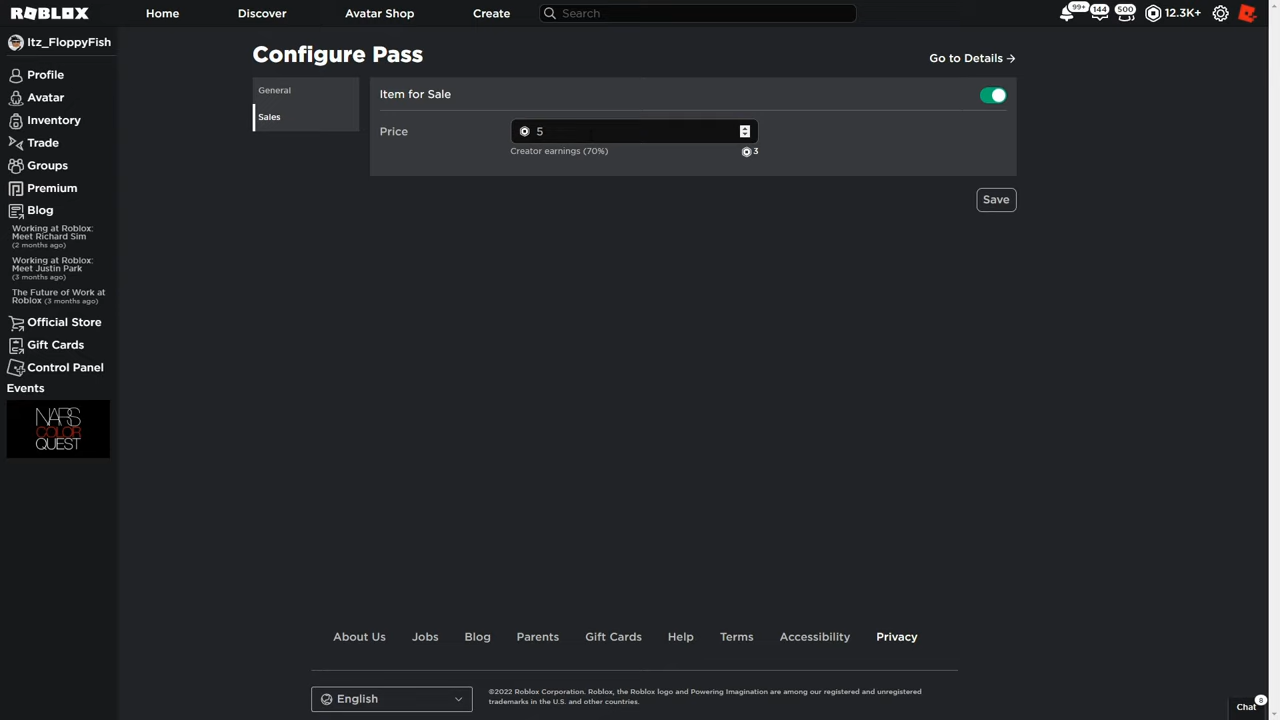 ROBLOX
Home
Discover
Avatar Shop
Create
Search
99+
144
500
12.3K+
Itz_FloppyFish
Profile
Avatar
Inventory
Trade
Groups
Premium
Blog
Working at Roblox:
Meet Richard Sim
(2 months ago)
Working at Roblox:
Meet Justin Park
(3 months ago)
The Future of Work at
Roblox (3 months ago)
Official Store
Gift Cards
Control Panel
Events
NARS
COLOR
QUEST
Configure Pass
Go to Details →
General
Sales
Item for Sale
Price
5
Creator earnings (70%)
3
Save
About Us
Jobs
Blog
Parents
Gift Cards
Help
Terms
Accessibility
Privacy
English
©2022 Roblox Corporation. Roblox, the Roblox logo and Powering Imagination are among our registered and unregistered
trademarks in the U.S. and other countries.
Chat
8